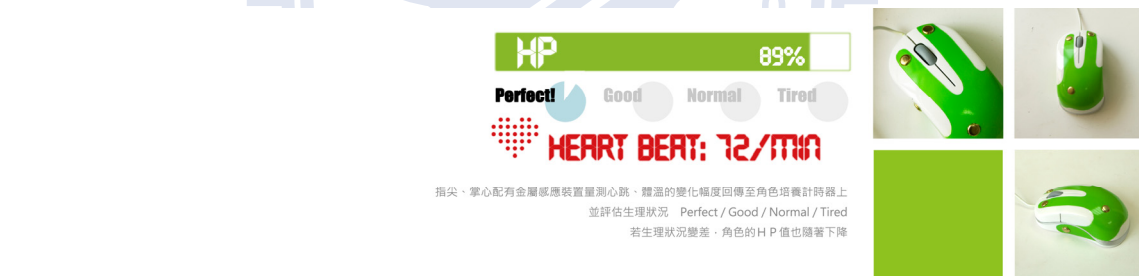 HP 89%
Perfect! Good Normal Tired
HEART BEAT: 72/MIN
指尖、掌心配有金屬感應裝置量測心跳、體溫的變化幅度回傳至角色培養計時器上
並評估生理狀況 Perfect / Good / Normal / Tired
若生理狀況變差，角色的ＨＰ值也隨著下降